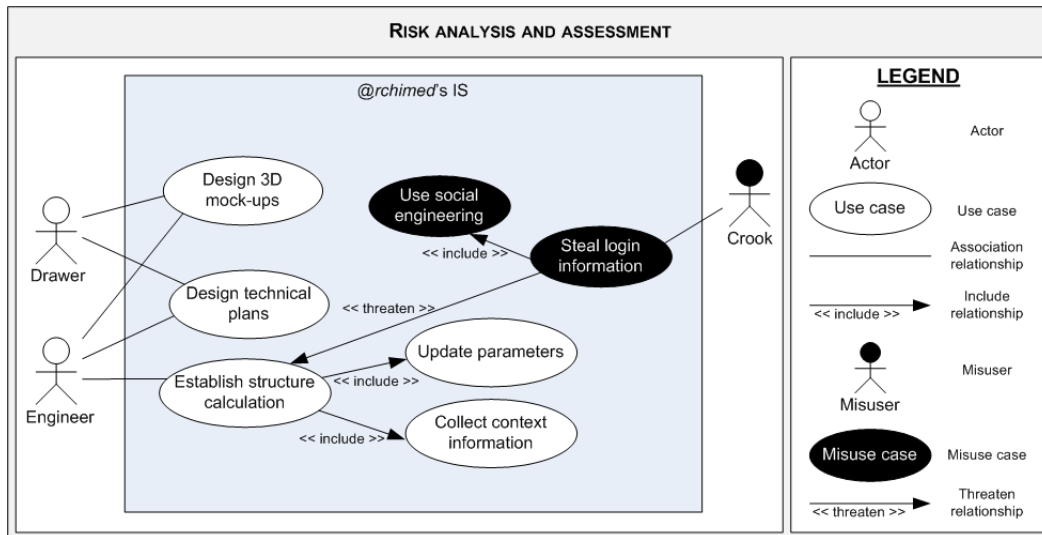 RISK ANALYSIS AND ASSESSMENT
@rchimed's IS
Design 3D
mock-ups
Use social
engineering
Steal login
information
Crook
<< include >>
Drawer
Design technical
plans
<< threaten >>
Update parameters
Establish structure
calculation
<< include >>
Engineer
Collect context
information
<< include >>
LEGEND
Actor
Actor
Use case
Use case
Association
relationship
<< include >>
Include
relationship
Misuser
Misuser
Misuse case
Misuse case
<< threaten >>
Threaten
relationship